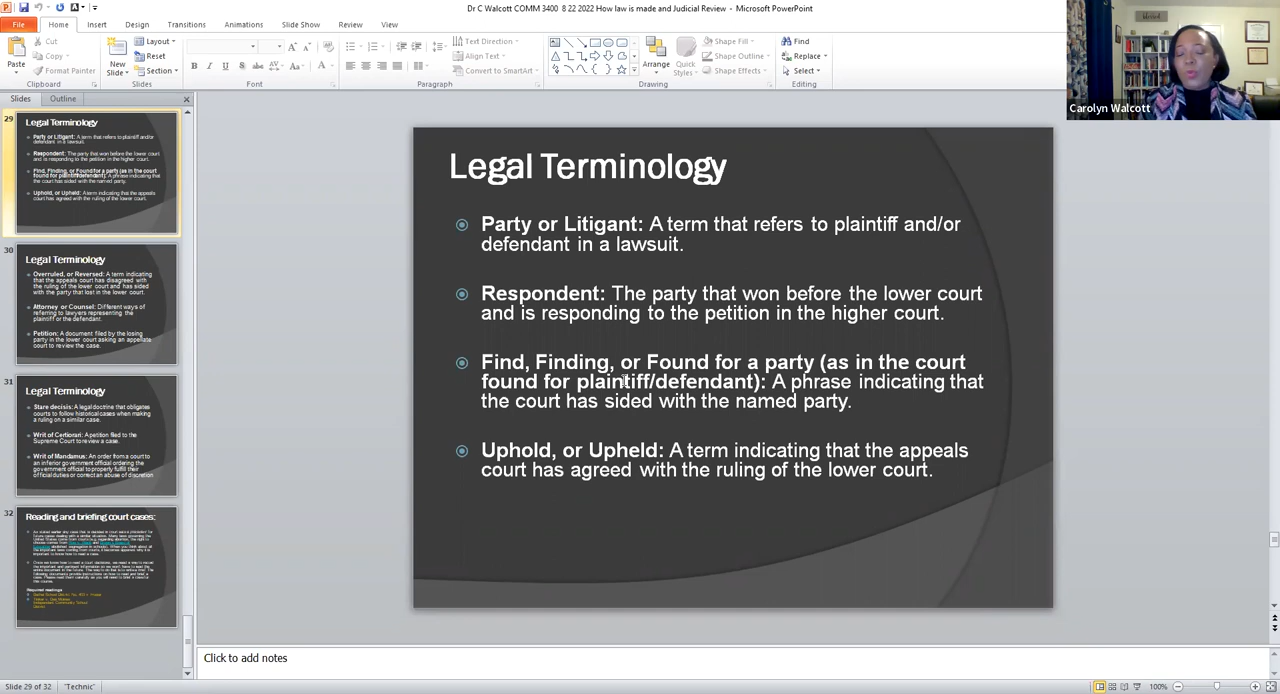 Dr C Walcott COMM 3400 8 22 2022 How law is made and Judicial Review - Microsoft PowerPoint
File Home Insert Design Transitions Animations Slide Show Review View
Paste
Cut
Copy
Format Painter
Clipboard
New
Slide
Layout
Reset
Section
Slides
Font
Paragraph
Text Direction
Align Text
Convert to SmartArt
Arrange
Quick
Styles
Shape Fill
Shape Outline
Shape Effects
Drawing
Find
Replace
Select
Editing
Carolyn Walcott
Slides Outline
29
Legal Terminology
Party or Litigant: A term that refers to plaintiff and/or
defendant in a lawsuit.
Respondent: The party that won before the lower court
and is responding to the petition in the higher court.
Find, Finding, or Found for a party (as in the court
found for plaintiff/defendant): A phrase indicating that
the court has sided with the named party.
Uphold, or Upheld: A term indicating that the appeals
court has agreed with the ruling of the lower court.
30
Legal Terminology
Overruled, or Reversed: A term indicating
that the appeals court has disagreed with
the ruling of the lower court and has sided
with the party that lost in the lower court.
Attorney or Counsel: Different ways of
referring to lawyers representing the
plaintiff or the defendant.
Petition: A document filed by the losing
party in the lower court asking an appellate
court to review the case.
31
Legal Terminology
Stare decisis: A legal doctrine that obligates
courts to follow historical cases when making
a ruling on a similar case.
Writ of Certiorari: A petition filed to the
Supreme Court to review a case.
Writ of Mandamus: An order from a court to
an inferior government official ordering the
government official to properly fulfill their
official duties or correct an abuse of discretion
32
Reading and briefing court cases:
Required readings:
Legal Terminology
Party or Litigant: A term that refers to plaintiff and/or
defendant in a lawsuit.
Respondent: The party that won before the lower court
and is responding to the petition in the higher court.
Find, Finding, or Found for a party (as in the court
found for plaintiff/defendant): A phrase indicating that
the court has sided with the named party.
Uphold, or Upheld: A term indicating that the appeals
court has agreed with the ruling of the lower court.
Click to add notes
Slide 29 of 32 "Technic" 100%